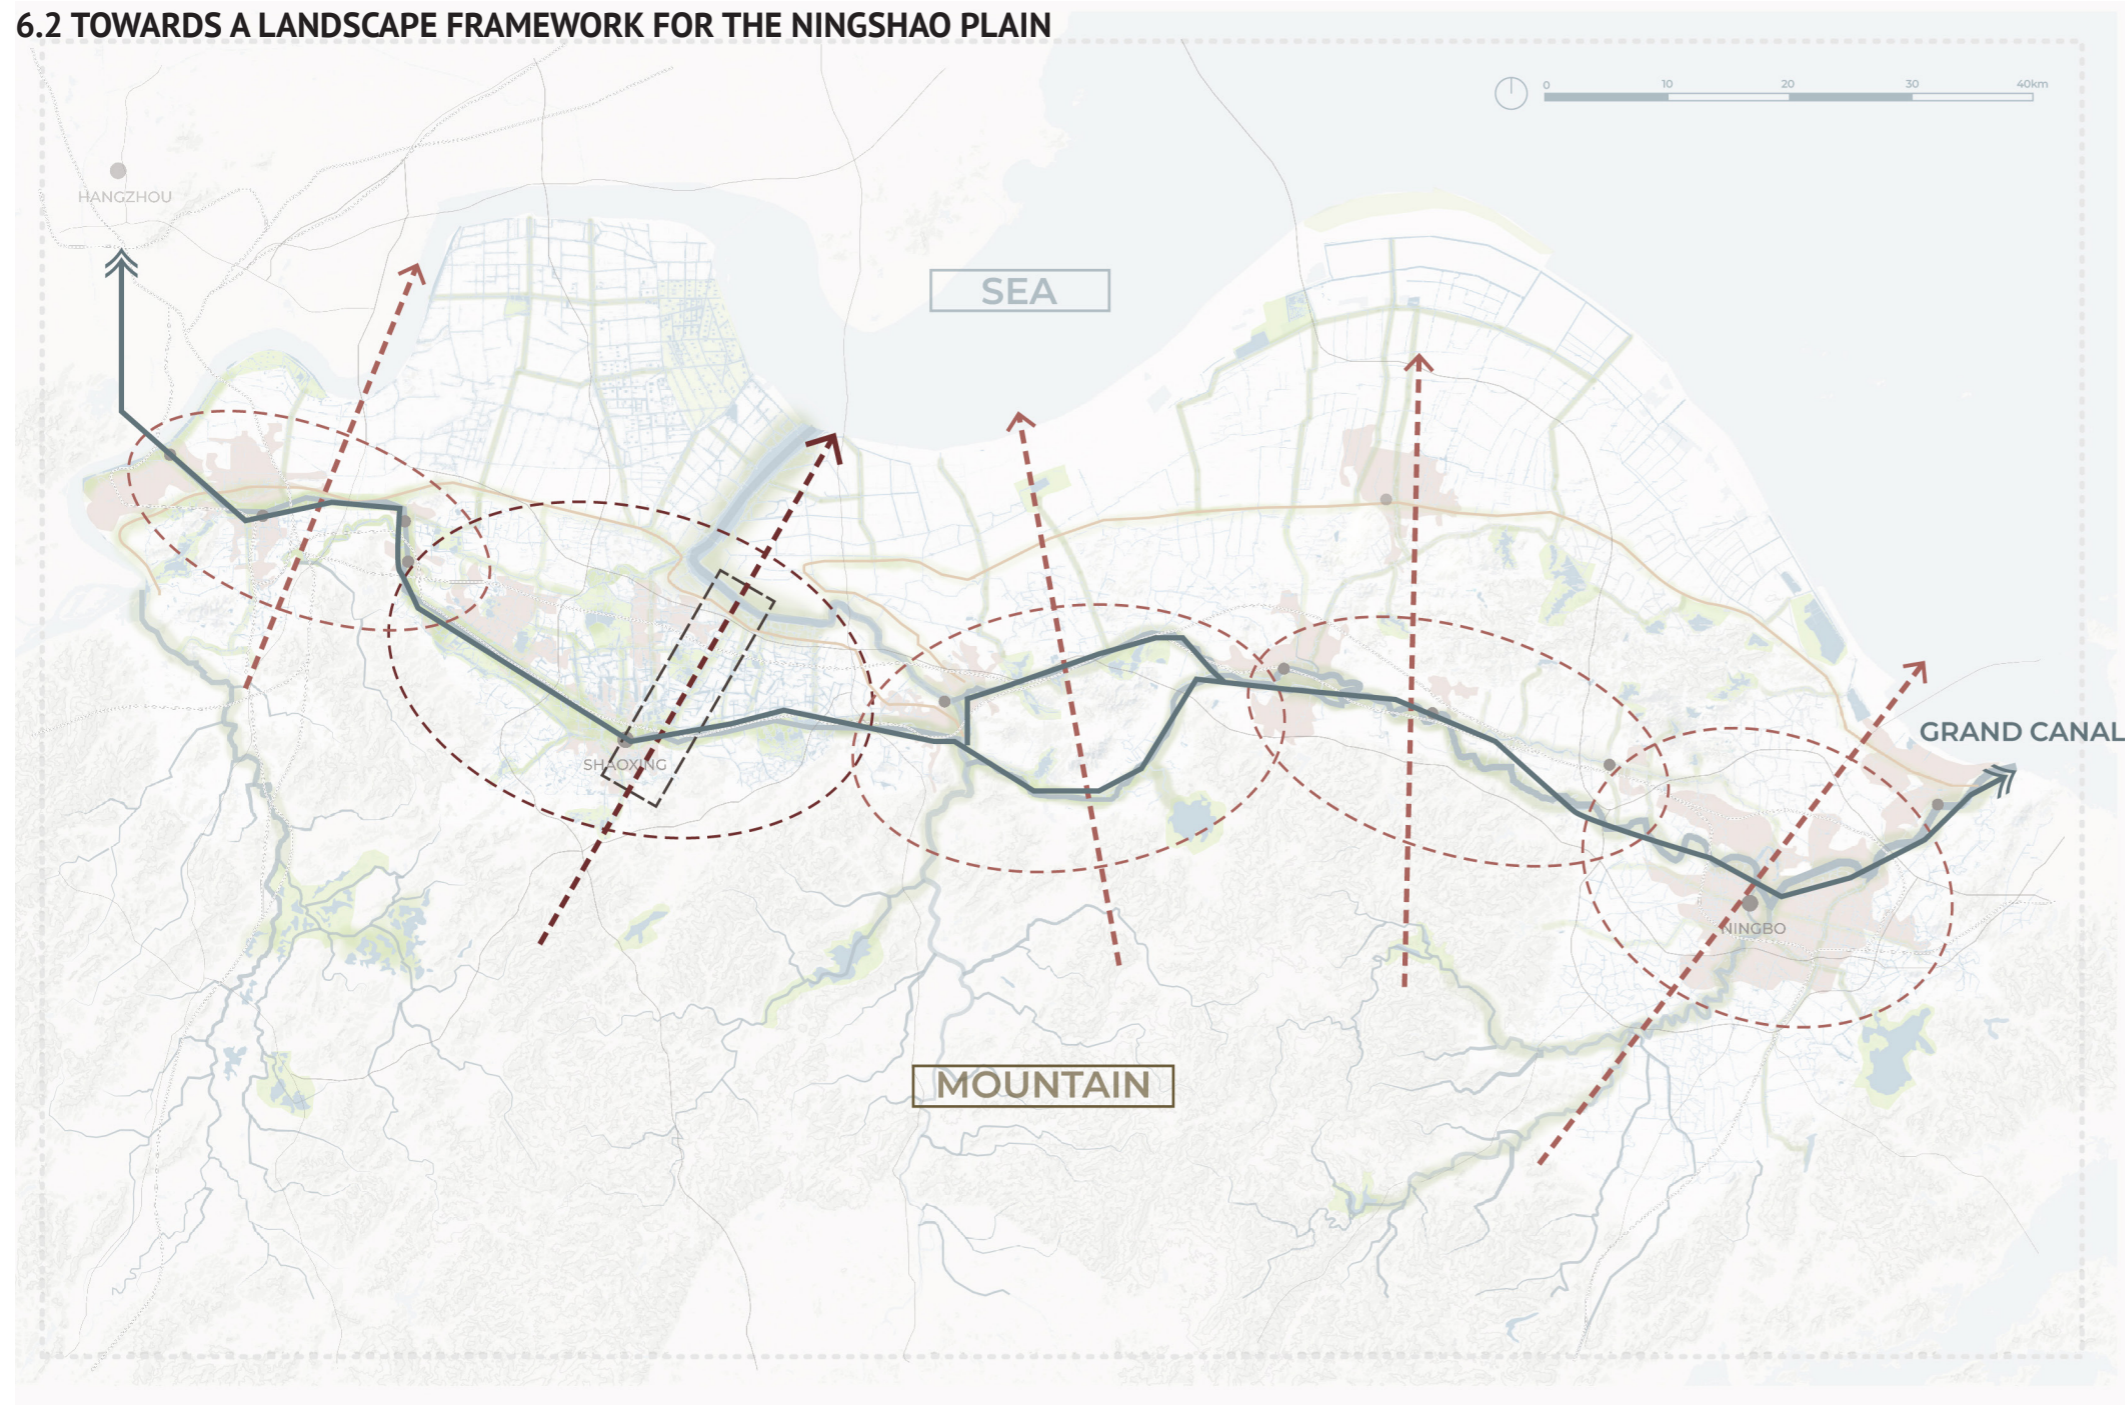 6.2 TOWARDS A LANDSCAPE FRAMEWORK FOR THE NINGSHAO PLAIN
0 10 20 30 40km
HANGZHOU
SEA
GRAND CANAL
SHAOXING
NINGBO
MOUNTAIN